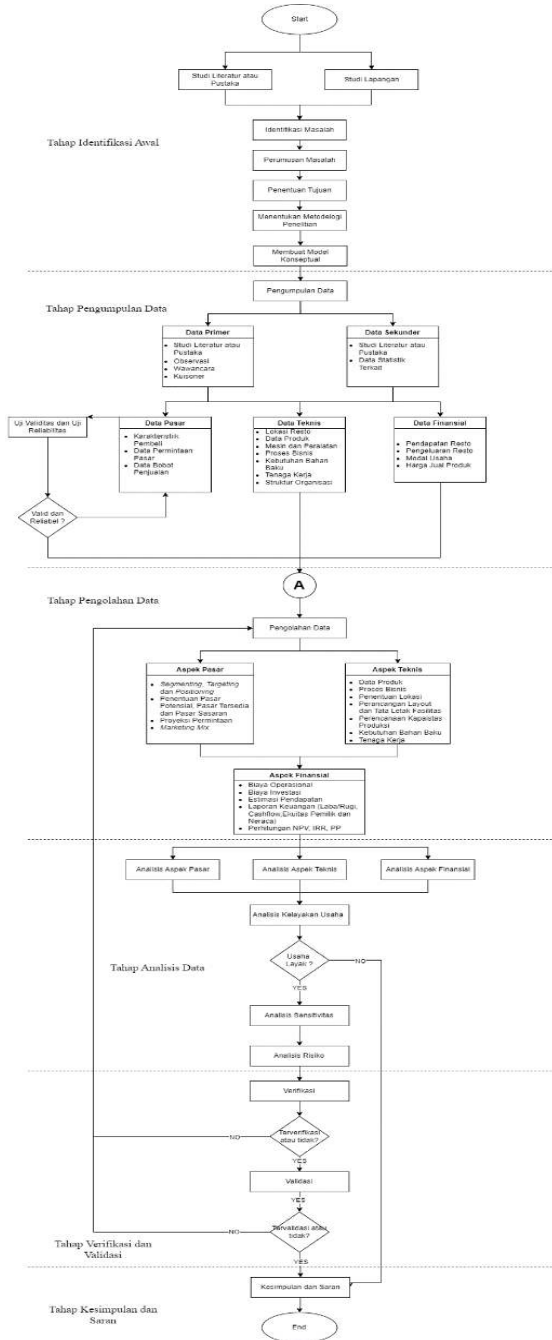 Start
Studi Literatur atau
Pustaka
Studi Lapangan
Tahap Identifikasi Awal
Identifikasi Masalah
Perumusan Masalah
Penentuan Tujuan
Menentukan Metodologi
Penelitian
Membuat Model
Konseptual
Tahap Pengumpulan Data
Pengumpulan Data
Data Primer
• Studi Literatur atau
Pustaka
• Observasi
• Wawancara
• Kuisoner
Data Sekunder
• Studi Literatur atau
Pustaka
• Data Statistik
Terkait
Uji Validitas dan Uji
Reliabilitas
Valid dan
Reliabel ?
Data Pasar
• Karakteristik
Pembeli
• Data Permintaan
Pasar
• Data Bobot
Penjualan
Data Teknis
• Lokasi Resto
• Data Produk
• Mesin dan Peralatan
• Proses Bisnis
• Kebutuhan Bahan
Baku
• Tenaga Kerja
• Struktur Organisasi
Data Finansial
• Pendapatan Resto
• Pengeluaran Resto
• Modal Usaha
• Harga Jual Produk
A
Tahap Pengolahan Data
Pengolahan Data
Aspek Pasar
• Segmenting, Targeting
dan Positioning
• Penentuan Pasar
Potensial, Pasar Tersedia
dan Pasar Sasaran
• Proyeksi Permintaan
• Marketing Mix
Aspek Teknis
• Data Produk
• Proses Bisnis
• Penentuan Lokasi
• Perancangan Layout
dan Tata Letak Fasilitas
• Perencanaan Kapaistas
Produksi
• Kebutuhan Bahan Baku
• Tenaga Kerja
Aspek Finansial
• Biaya Operasional
• Biaya Investasi
• Estimasi Pendapatan
• Laporan Keuangan (Laba/Rugi,
Cashflow,Ekuitas Pemilik dan
Neraca)
• Perhitungan NPV, IRR, PP
Analisis Aspek Pasar
Analisis Aspek Teknis
Analisis Aspek Finansial
Analisis Kelayakan Usaha
Tahap Analisis Data
Usaha
Layak ?
NO
YES
Analisis Sensitivitas
Analisis Risiko
Verifikasi
Terverifikasi
atau tidak?
NO
YES
Validasi
YES
Tervalidasi atau
tidak?
NO
YES
Tahap Verifikasi dan
Validasi
Kesimpulan dan Saran
Tahap Kesimpulan dan
Saran
End